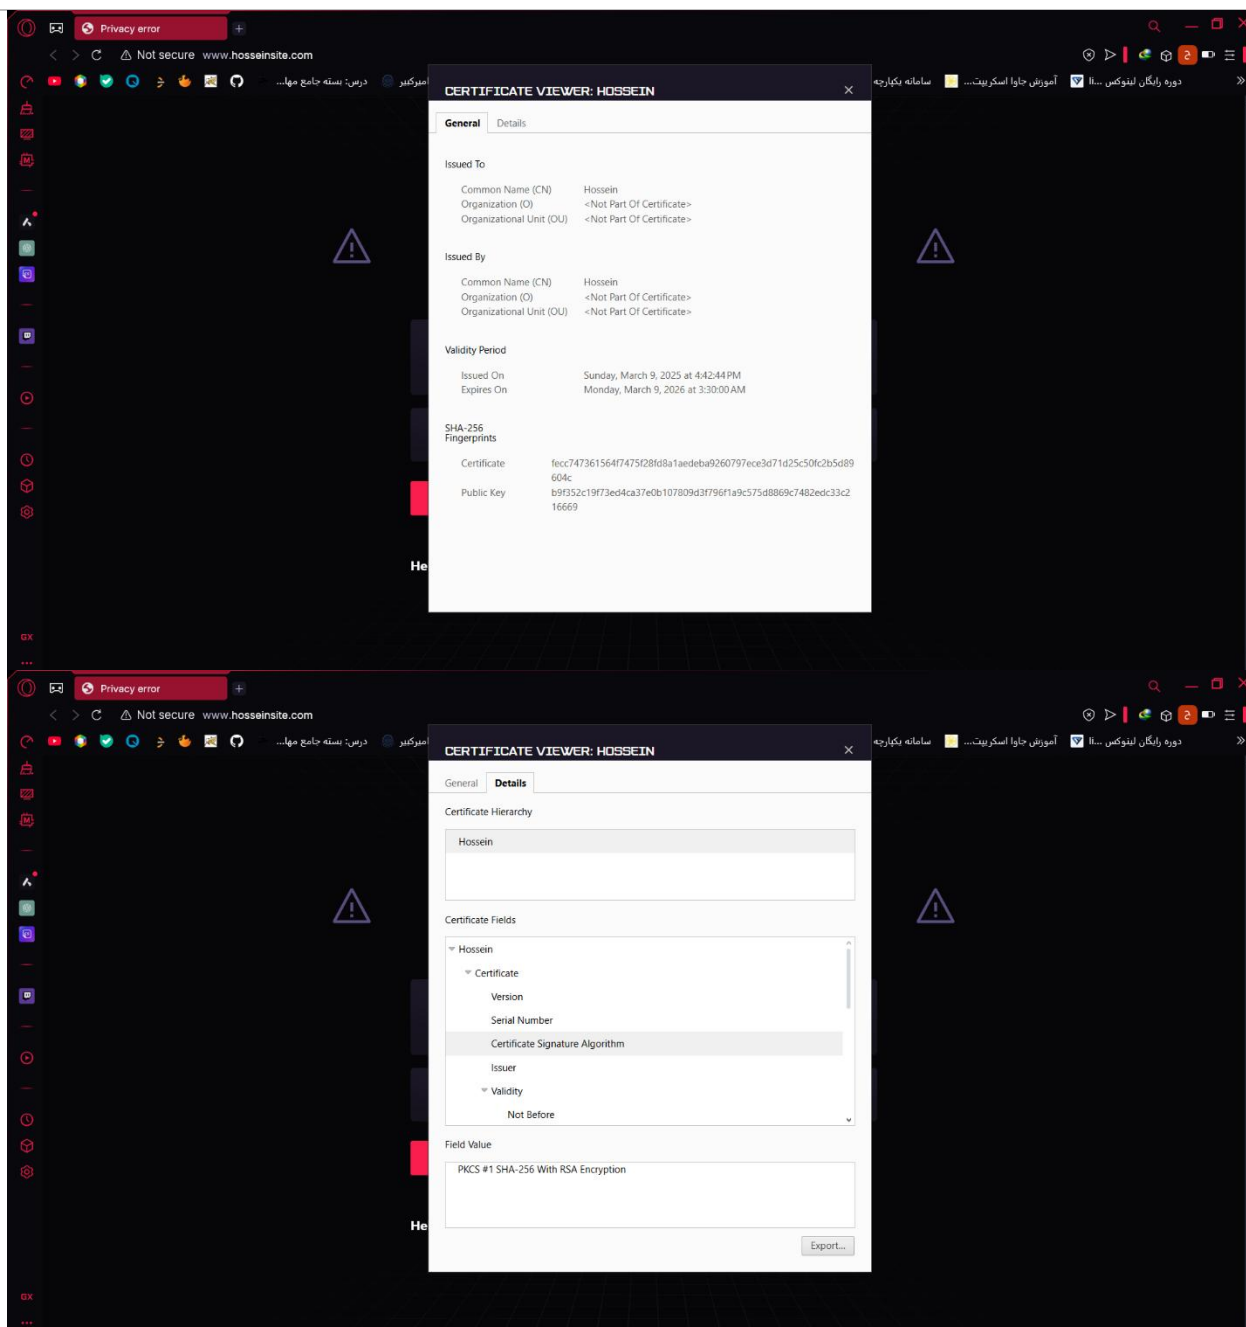 Privacy error
Not secure www.hosseinsite.com
درس: بسته جامع مها... امیرکبیر سامانه یکپارچه آموزش جاوا اسکریپت... دوره رایگان لینوکس ...li
CERTIFICATE VIEWER: HOSSEIN
General Details
Issued To
Common Name (CN) Hossein
Organization (O) <Not Part Of Certificate>
Organizational Unit (OU) <Not Part Of Certificate>
Issued By
Common Name (CN) Hossein
Organization (O) <Not Part Of Certificate>
Organizational Unit (OU) <Not Part Of Certificate>
Validity Period
Issued On Sunday, March 9, 2025 at 4:42:44 PM
Expires On Monday, March 9, 2026 at 3:30:00 AM
SHA-256
Fingerprints
Certificate fecc747361564f7475f28fd8a1aedeba9260797ece3d71d25c50fc2b5d89
604c
Public Key b9f352c19f73ed4ca37e0b107809d3f796f1a9c575d8869c7482edc33c2
16669
He
GX
Privacy error
Not secure www.hosseinsite.com
درس: بسته جامع مها... امیرکبیر سامانه یکپارچه آموزش جاوا اسکریپت... دوره رایگان لینوکس ...li
CERTIFICATE VIEWER: HOSSEIN
General Details
Certificate Hierarchy
Hossein
Certificate Fields
Hossein
Certificate
Version
Serial Number
Certificate Signature Algorithm
Issuer
Validity
Not Before
Field Value
PKCS #1 SHA-256 With RSA Encryption
He
Export...
GX